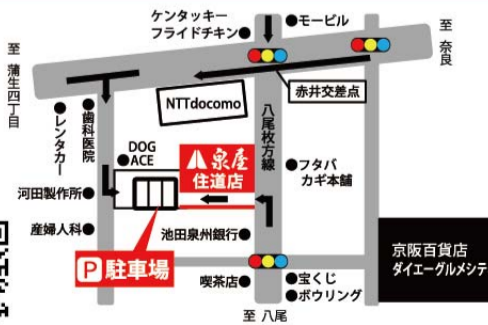 ケンタッキー
フライドチキン
モービル
至 奈良
至 蒲生四丁目
NTTdocomo
赤井交差点
レンタカー
歯科医院
八尾枚方線
DOG
ACE
泉屋
住道店
フタバ
カギ本舗
河田製作所
産婦人科
池田泉州銀行
P 駐車場
喫茶店
宝くじ
ボウリング
京阪百貨店
ダイエーグルメシテ
至 八尾